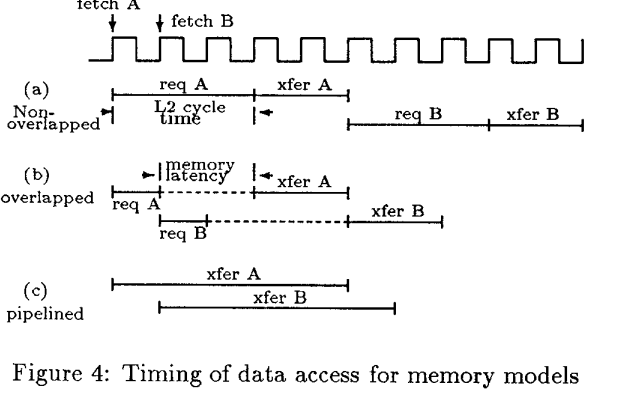 fetch A
fetch B
(a)
req A
xfer A
Non-
overlapped
L2 cycle
time
req B
xfer B
(b)
overlapped
memory
latency
xfer A
req A
xfer B
req B
(c)
pipelined
xfer A
xfer B
Figure 4: Timing of data access for memory models